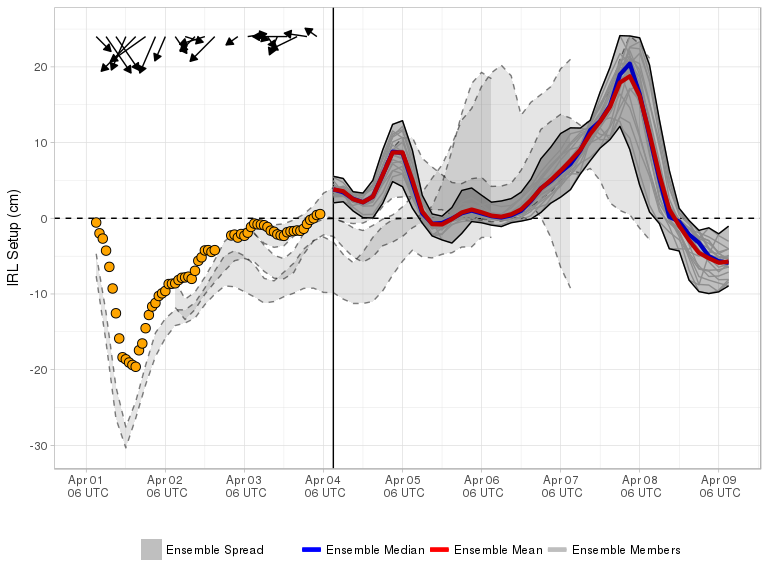 IRL Setup (cm)
20
10
0
-10
-20
-30
Apr 01 Apr 02 Apr 03 Apr 04 Apr 05 Apr 06 Apr 07 Apr 08 Apr 09
06 UTC 06 UTC 06 UTC 06 UTC 06 UTC 06 UTC 06 UTC 06 UTC 06 UTC
Ensemble Spread Ensemble Median Ensemble Mean Ensemble Members